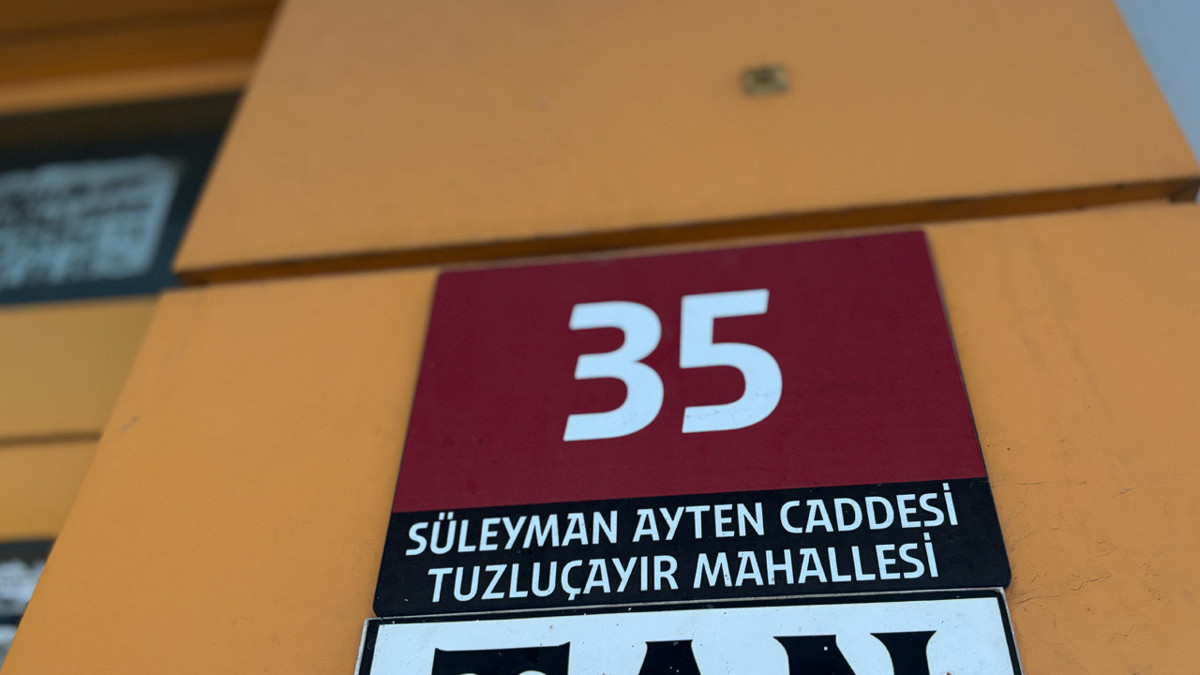 35
SÜLEYMAN AYTEN CADDESİ
TUZLUÇAYIR MAHALLESİ